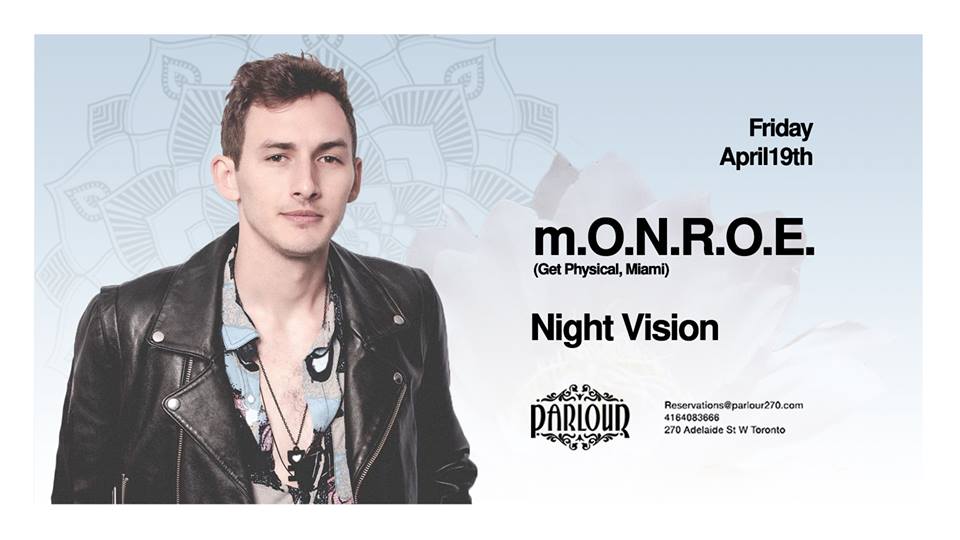 Friday
April19th
m.O.N.R.O.E.
(Get Physical, Miami)
Night Vision
PARLOUR
Reservations@parlour270.com
4164083666
270 Adelaide St W Toronto